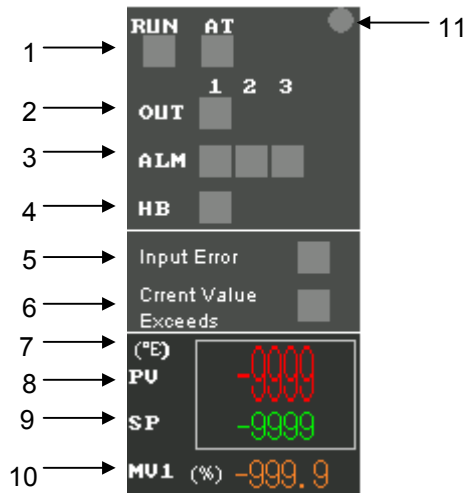 RUN AT
11
1
1 2 3
2
OUT
3
ALM
4
HB
5
Input Error
6
Crrent Value
Exceeds
7
(°E)
8
PV
-9999
9
SP
-9999
10
MV1 (%) -999.9